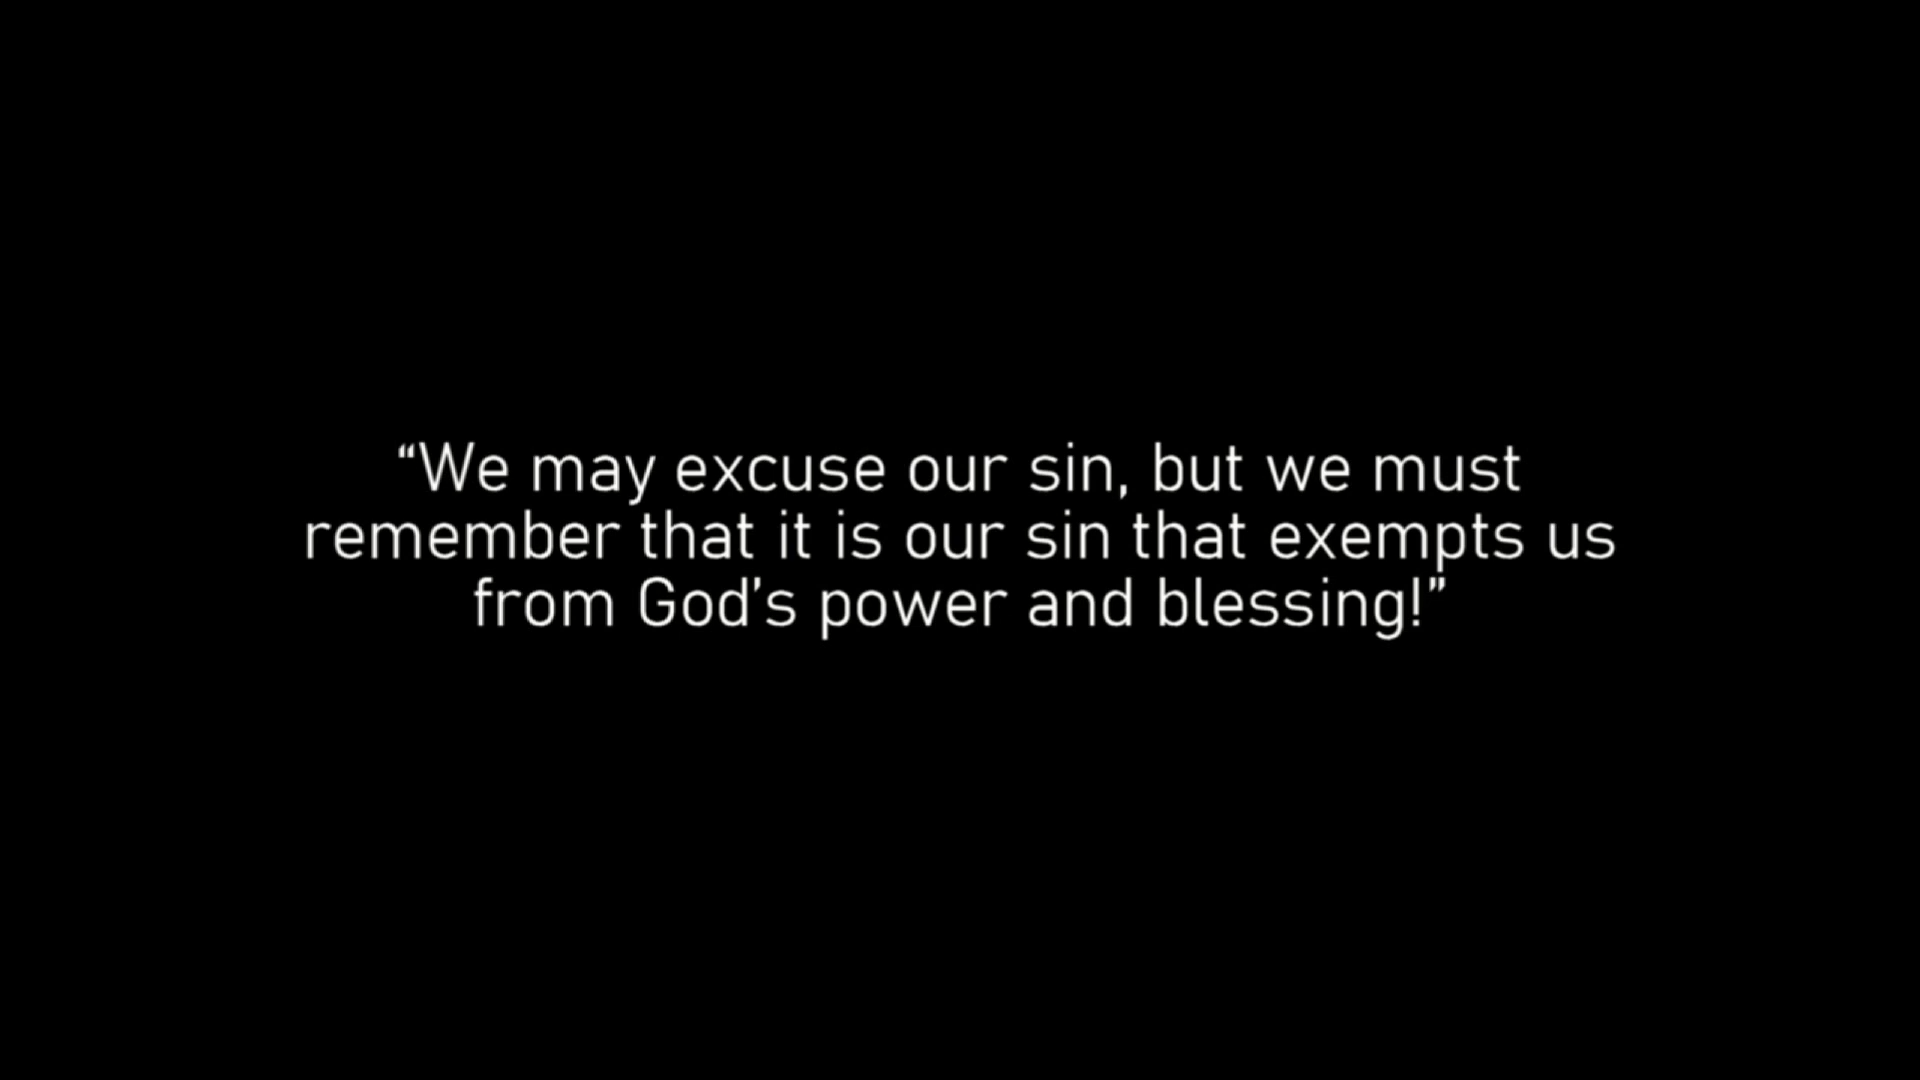 “We may excuse our sin, but we must
remember that it is our sin that exempts us
from God’s power and blessing!”